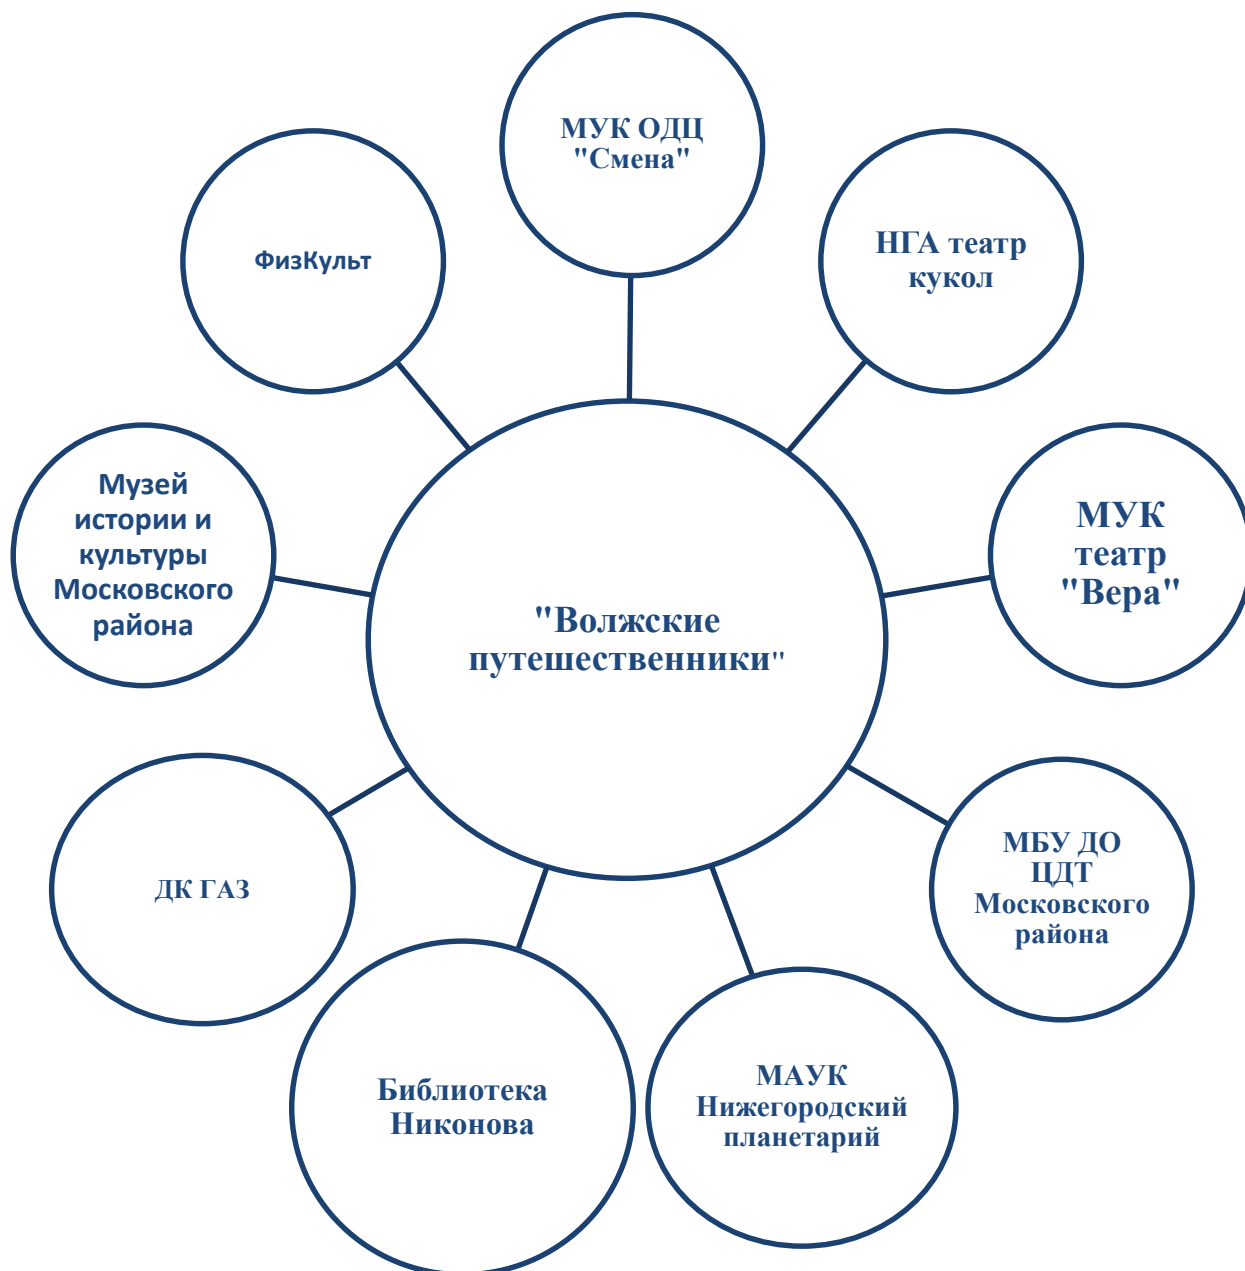 МУК ОДЦ
"Смена"
НГА театр
кукол
ФизКульт
МУК
театр
"Вера"
Музей
истории и
культуры
Московского
района
"Волжские
путешественники"
МБУ ДО
ЦДТ
Московского
района
ДК ГАЗ
МАУК
Нижегородский
планетарий
Библиотека
Никонова